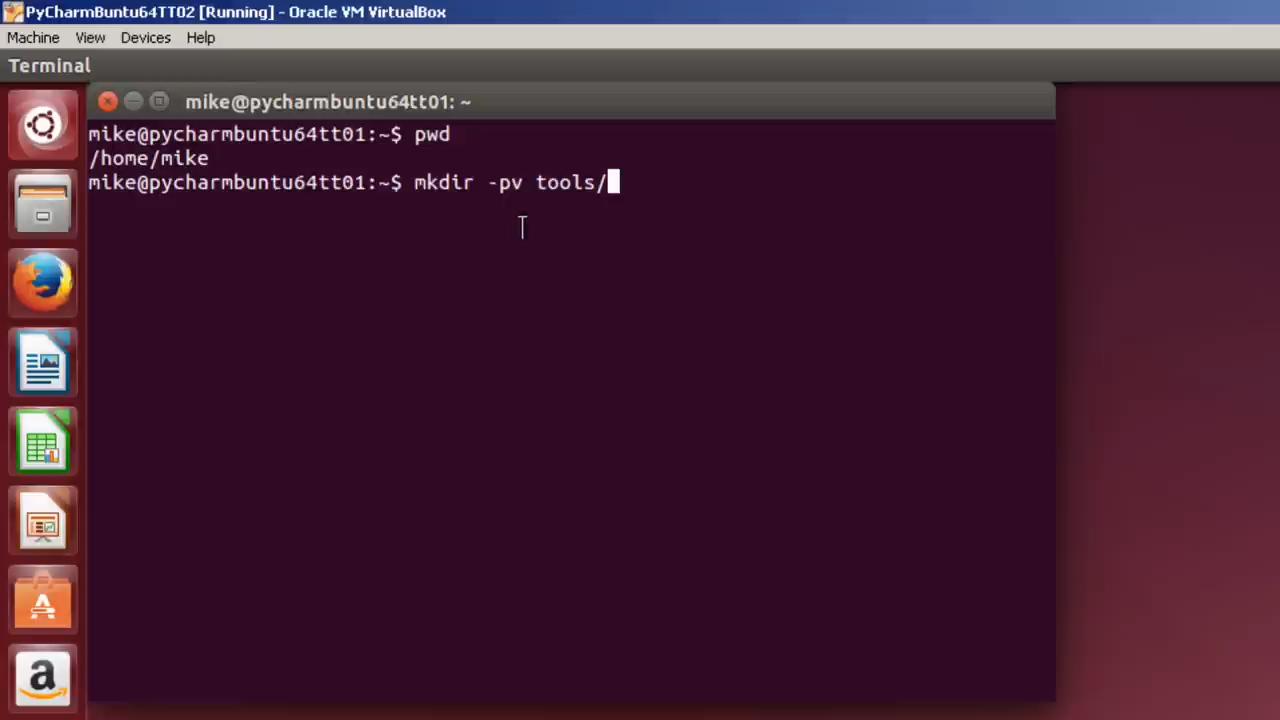 PyCharmBuntu64TT02 [Running] - Oracle VM VirtualBox
Machine View Devices Help
Terminal
mike@pycharmbuntu64tt01: ~
mike@pycharmbuntu64tt01:~$ pwd
/home/mike
mike@pycharmbuntu64tt01:~$ mkdir -pv tools/